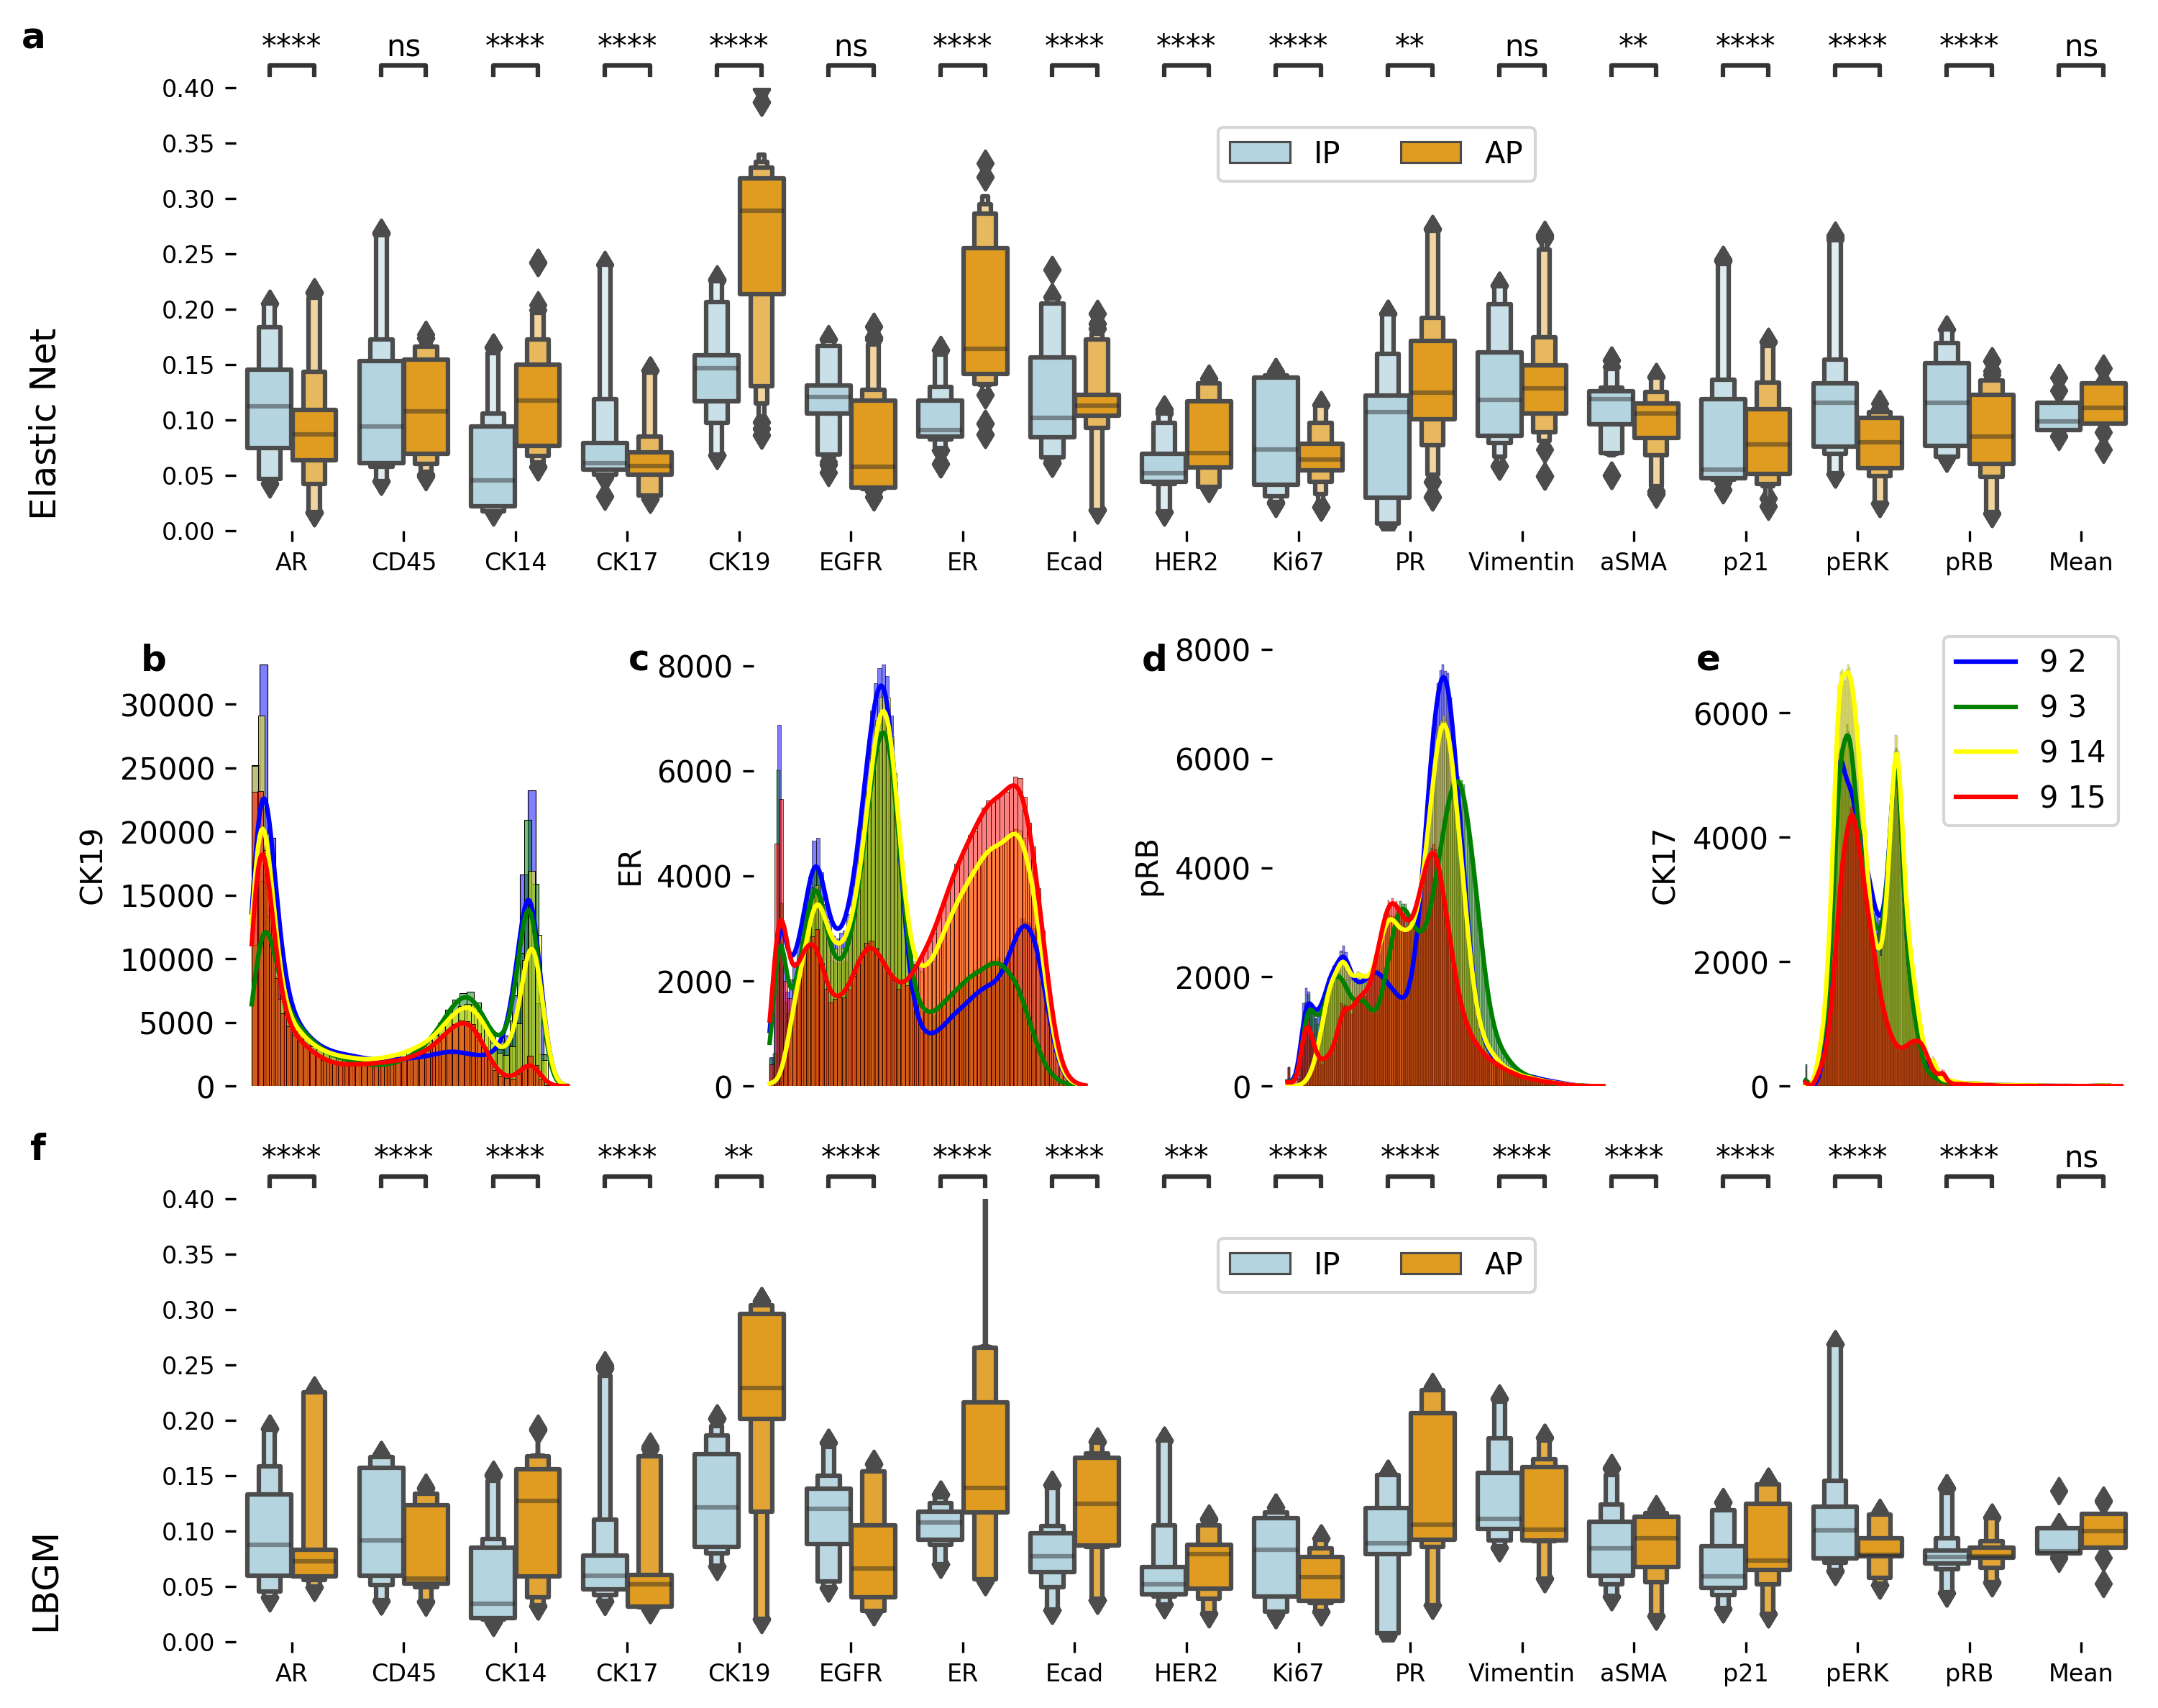 a
**** ns **** **** **** ns **** **** **** **** ** ns ** **** **** **** ns
Elastic Net
0.40
0.35
0.30
0.25
0.20
0.15
0.10
0.05
0.00
IP AP
AR CD45 CK14 CK17 CK19 EGFR ER Ecad HER2 Ki67 PR Vimentin aSMA p21 pERK pRB Mean
b
CK19
30000
25000
20000
15000
10000
5000
0
c
ER
8000
6000
4000
2000
0
d
pRB
8000
6000
4000
2000
0
e
CK17
6000
4000
2000
0
9 2
9 3
9 14
9 15
f
**** **** **** **** ** **** **** **** *** **** **** **** **** **** **** **** ns
LBGM
0.40
0.35
0.30
0.25
0.20
0.15
0.10
0.05
0.00
IP AP
AR CD45 CK14 CK17 CK19 EGFR ER Ecad HER2 Ki67 PR Vimentin aSMA p21 pERK pRB Mean